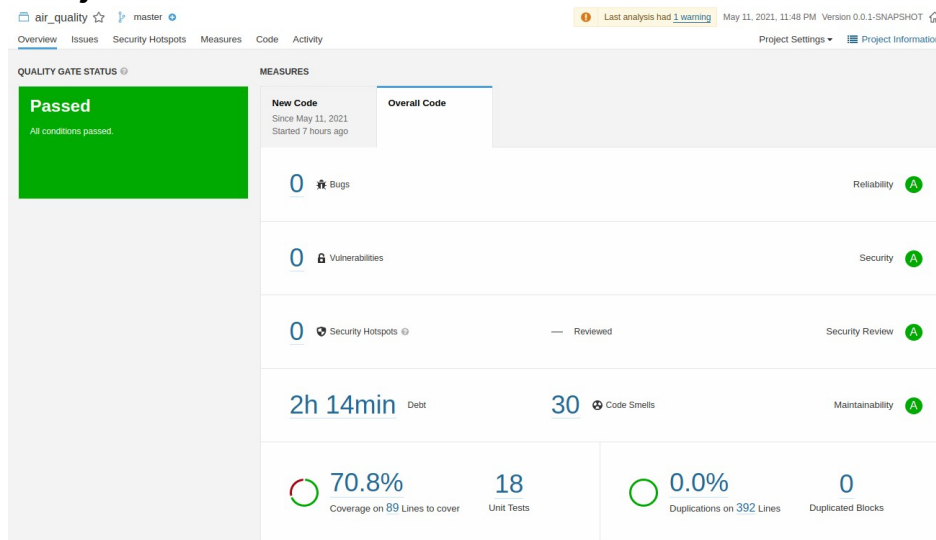 air_quality master Last analysis had 1 warning May 11, 2021, 11:48 PM Version 0.0.1-SNAPSHOT
Overview Issues Security Hotspots Measures Code Activity Project Settings Project Information
QUALITY GATE STATUS MEASURES
Passed
All conditions passed.
New Code Overall Code
Since May 11, 2021
Started 7 hours ago
0 Bugs Reliability A
0 Vulnerabilities Security A
0 Security Hotspots — Reviewed Security Review A
2h 14min Debt 30 Code Smells Maintainability A
70.8% 18 0.0% 0
Coverage on 89 Lines to cover Unit Tests Duplications on 392 Lines Duplicated Blocks